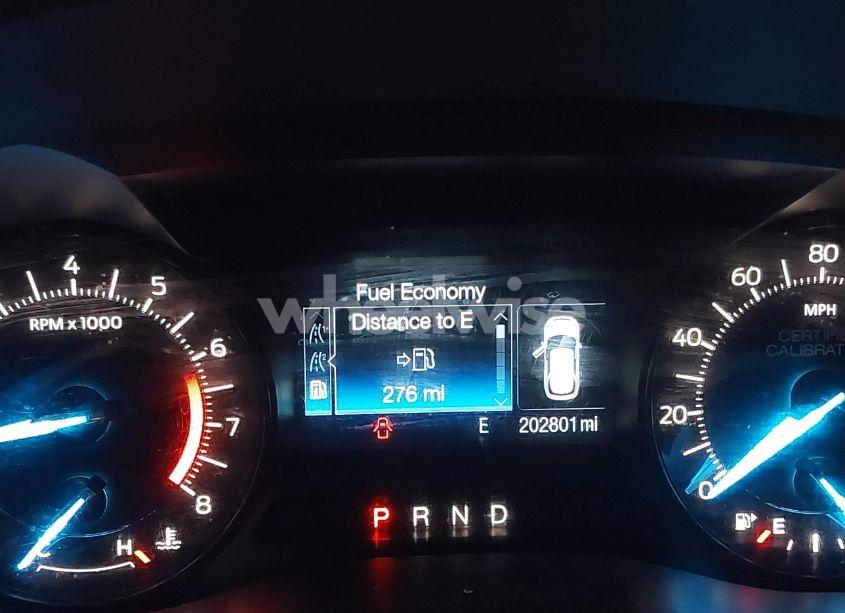 4 5 6 7 8
RPM x 1000
H
Fuel Economy
Distance to E
276 mi
E
202801 mi
P R N D
0 20 40 60 80
MPH
E
wheelwise